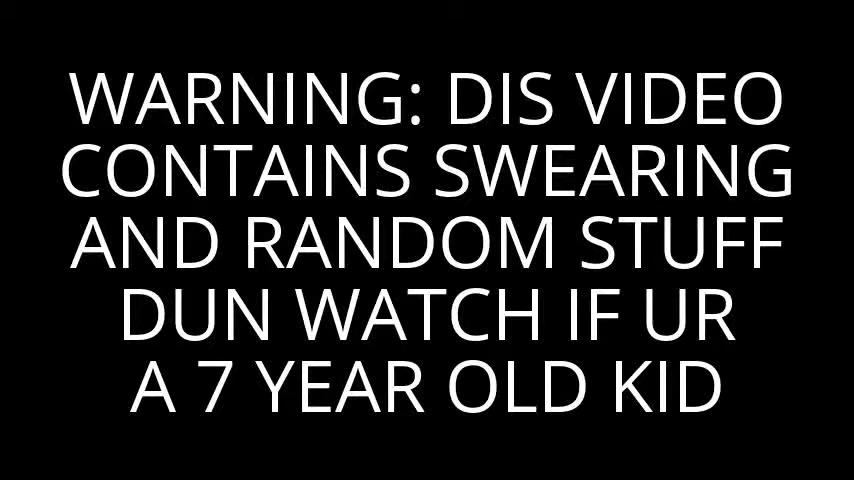 WARNING: DIS VIDEO
CONTAINS SWEARING
AND RANDOM STUFF
DUN WATCH IF UR
A 7 YEAR OLD KID